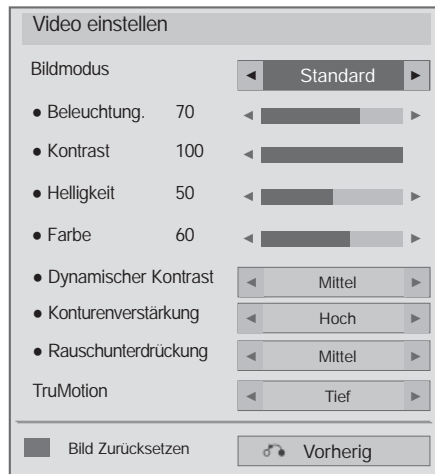 Video einstellen
Bildmodus ◄ Standard ►
● Beleuchtung. 70
● Kontrast 100
● Helligkeit 50
● Farbe 60
● Dynamischer Kontrast ◄ Mittel ►
● Konturenverstärkung ◄ Hoch ►
● Rauschunterdrückung ◄ Mittel ►
TruMotion ◄ Tief ►
Bild Zurücksetzen Vorherig